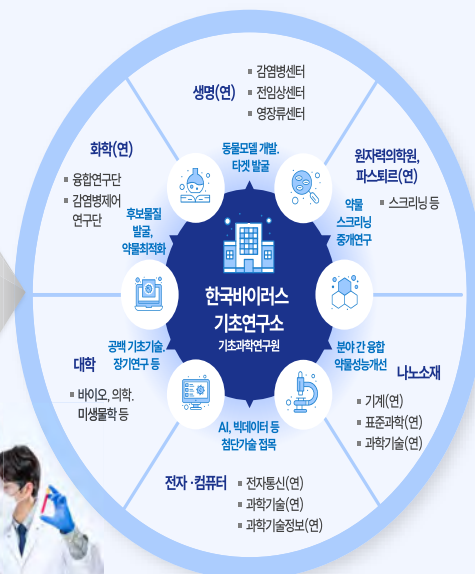 생명(연)
▪ 감염병센터
▪ 전임상센터
▪ 영장류센터
동물모델 개발.
타겟 발굴
원자력의학원,
파스퇴르(연)
▪ 스크리닝 등
약물
스크리닝
중개연구
화학(연)
▪ 융합연구단
▪ 감염병제어
연구단
후보물질
발굴,
약물최적화
한국바이러스
기초연구소
기초과학연구원
공백 기초기술.
장기연구 등
대학
▪ 바이오, 의학.
미생물학 등
분야 간 융합
약물성능개선
나노소재
▪ 기계(연)
▪ 표준과학(연)
▪ 과학기술(연)
AI, 빅데이터 등
첨단기술 접목
전자 ·컴퓨터
▪ 전자통신(연)
▪ 과학기술(연)
▪ 과학기술정보(연)